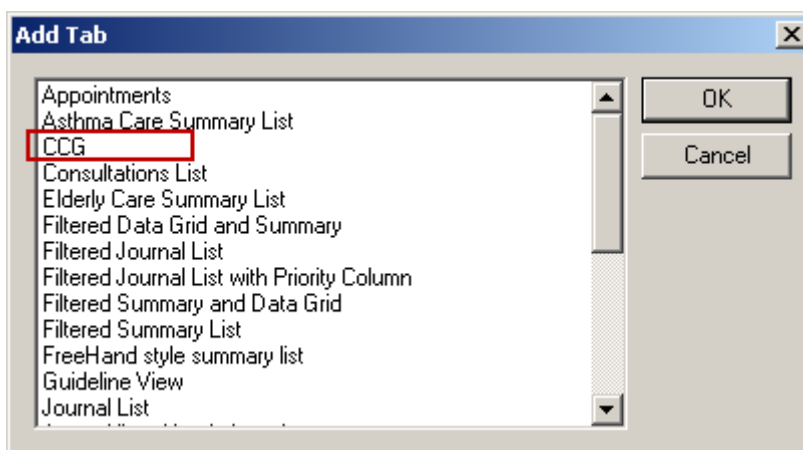 Add Tab
Appointments
Asthma Care Summary List
CCG
Consultations List
Elderly Care Summary List
Filtered Data Grid and Summary
Filtered Journal List
Filtered Journal List with Priority Column
Filtered Summary and Data Grid
Filtered Summary List
FreeHand style summary list
Guideline View
Journal List
OK
Cancel